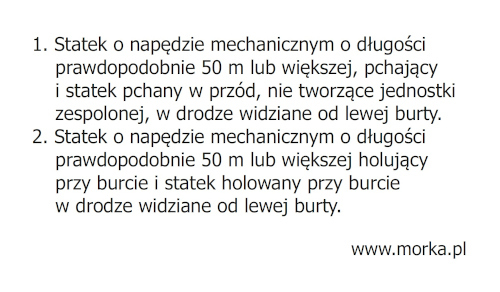 1. Statek o napędzie mechanicznym o długości
prawdopodobnie 50 m lub większej, pchający
i statek pchany w przód, nie tworzące jednostki
zespolonej, w drodze widziane od lewej burty.
2. Statek o napędzie mechanicznym o długości
prawdopodobnie 50 m lub większej holujący
przy burcie i statek holowany przy burcie
w drodze widziane od lewej burty.
www.morka.pl